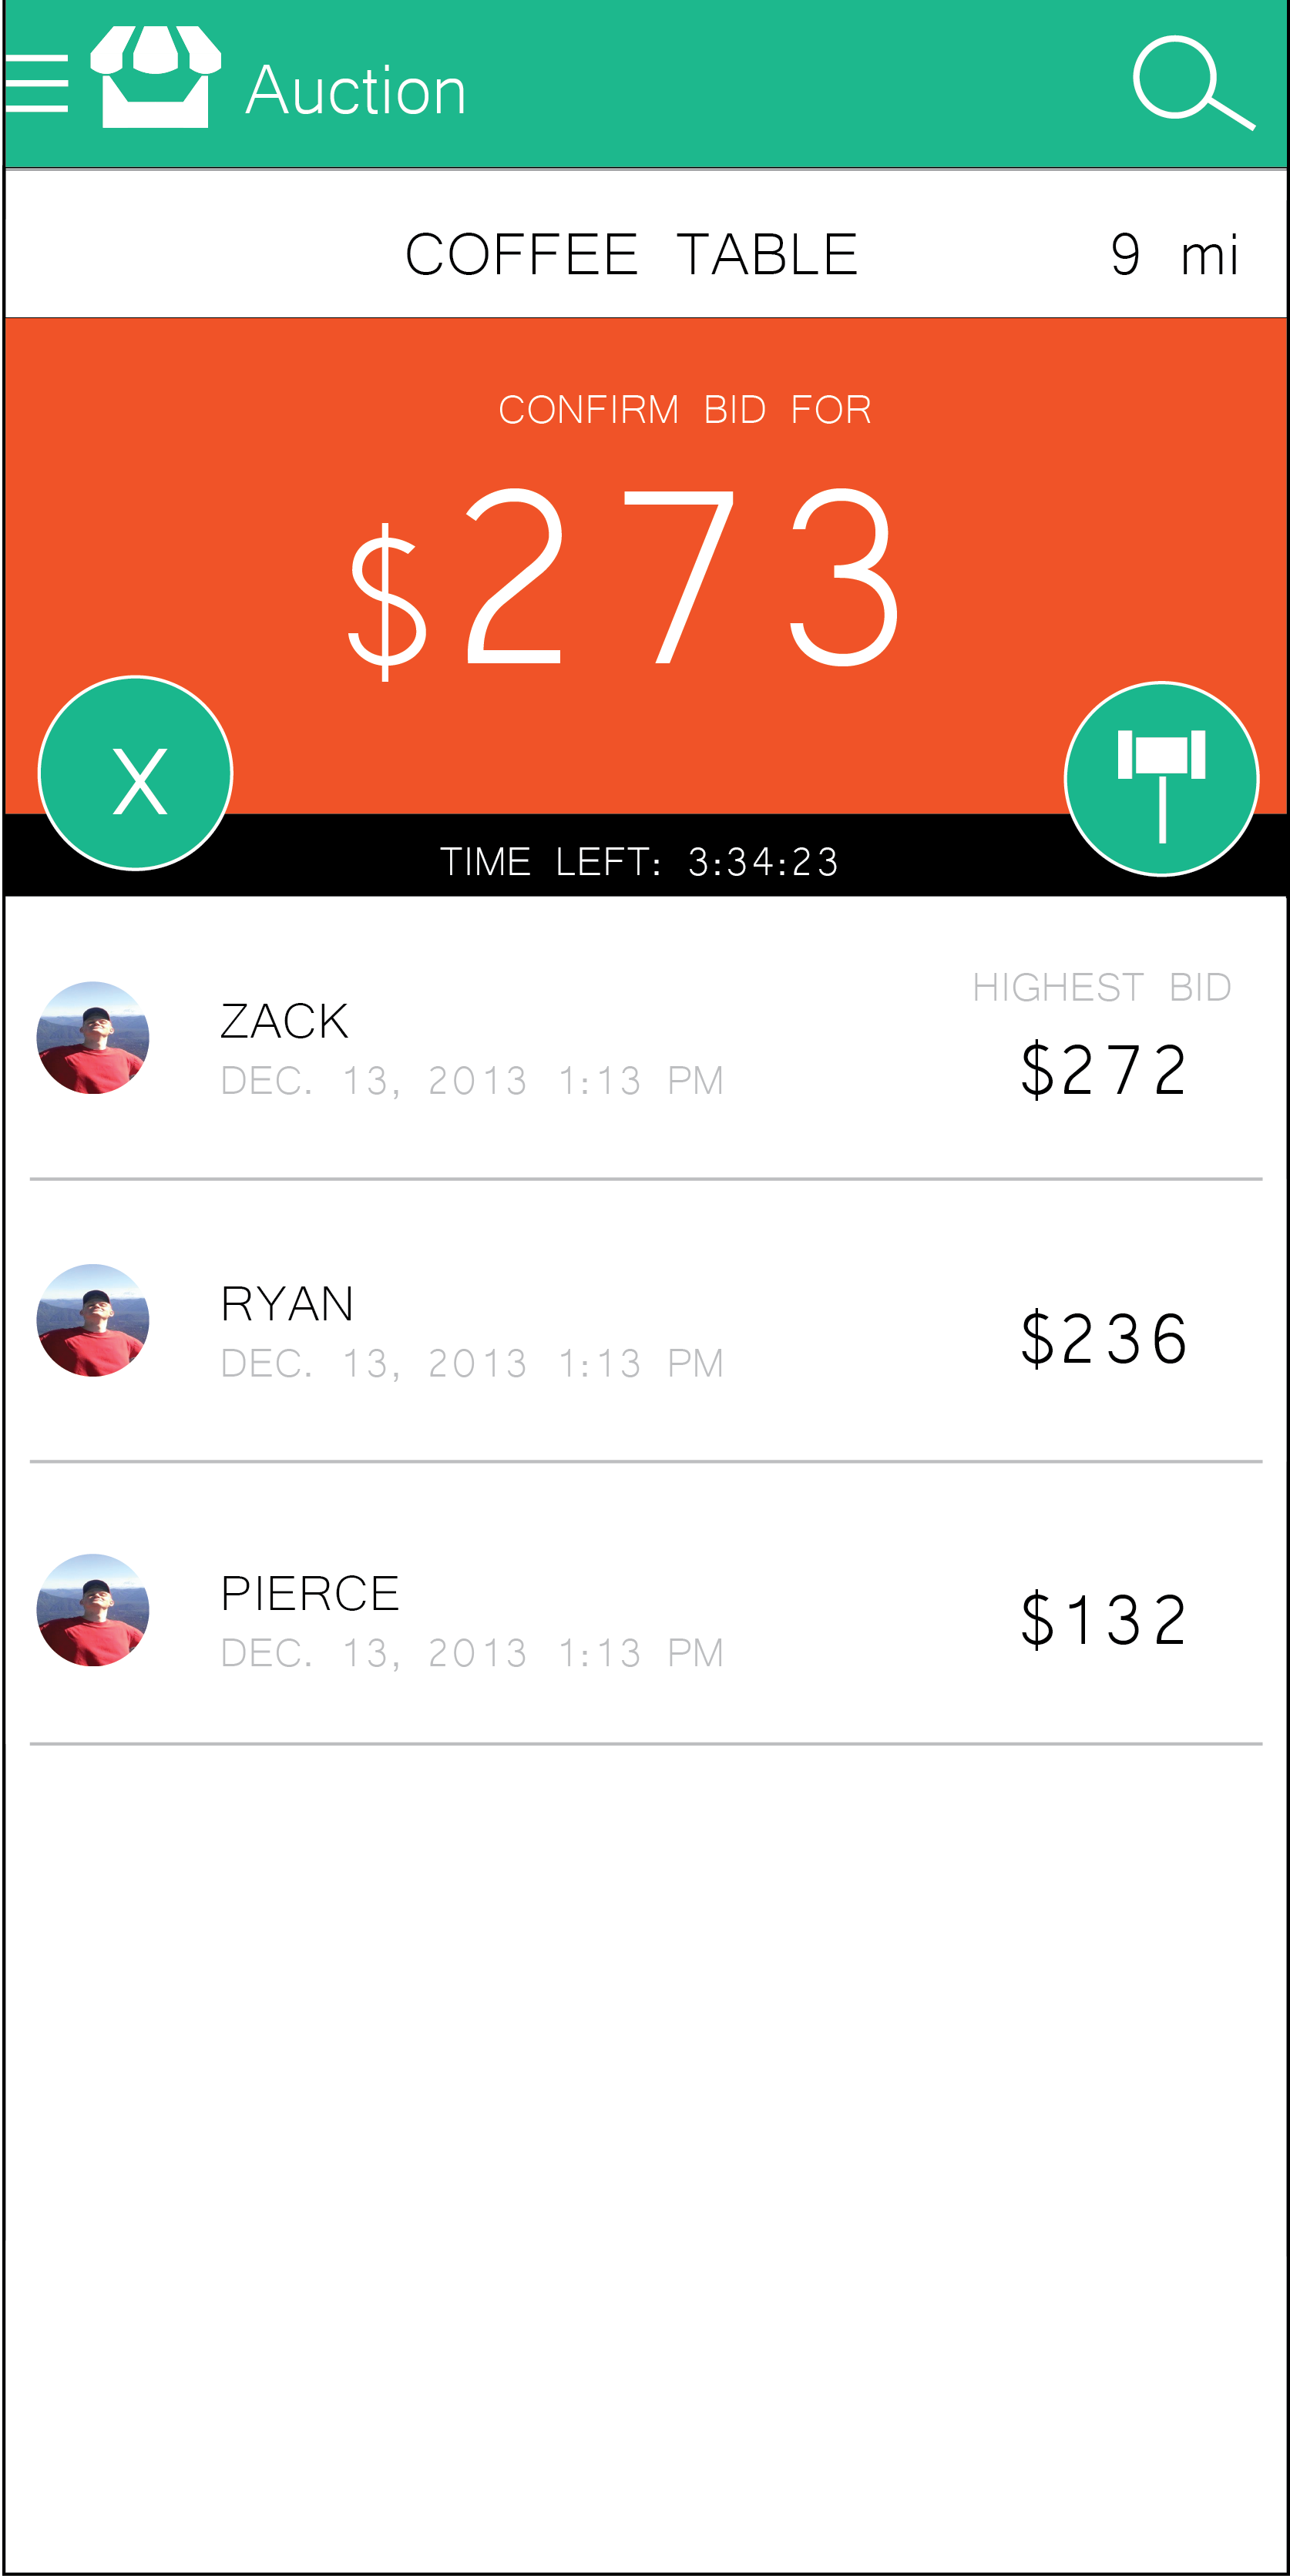 Auction
COFFEE TABLE 9 mi
CONFIRM BID FOR
$273
X
TIME LEFT: 3:34:23
HIGHEST BID
ZACK
$272
DEC. 13, 2013 1:13 PM
RYAN
$236
DEC. 13, 2013 1:13 PM
PIERCE
$132
DEC. 13, 2013 1:13 PM